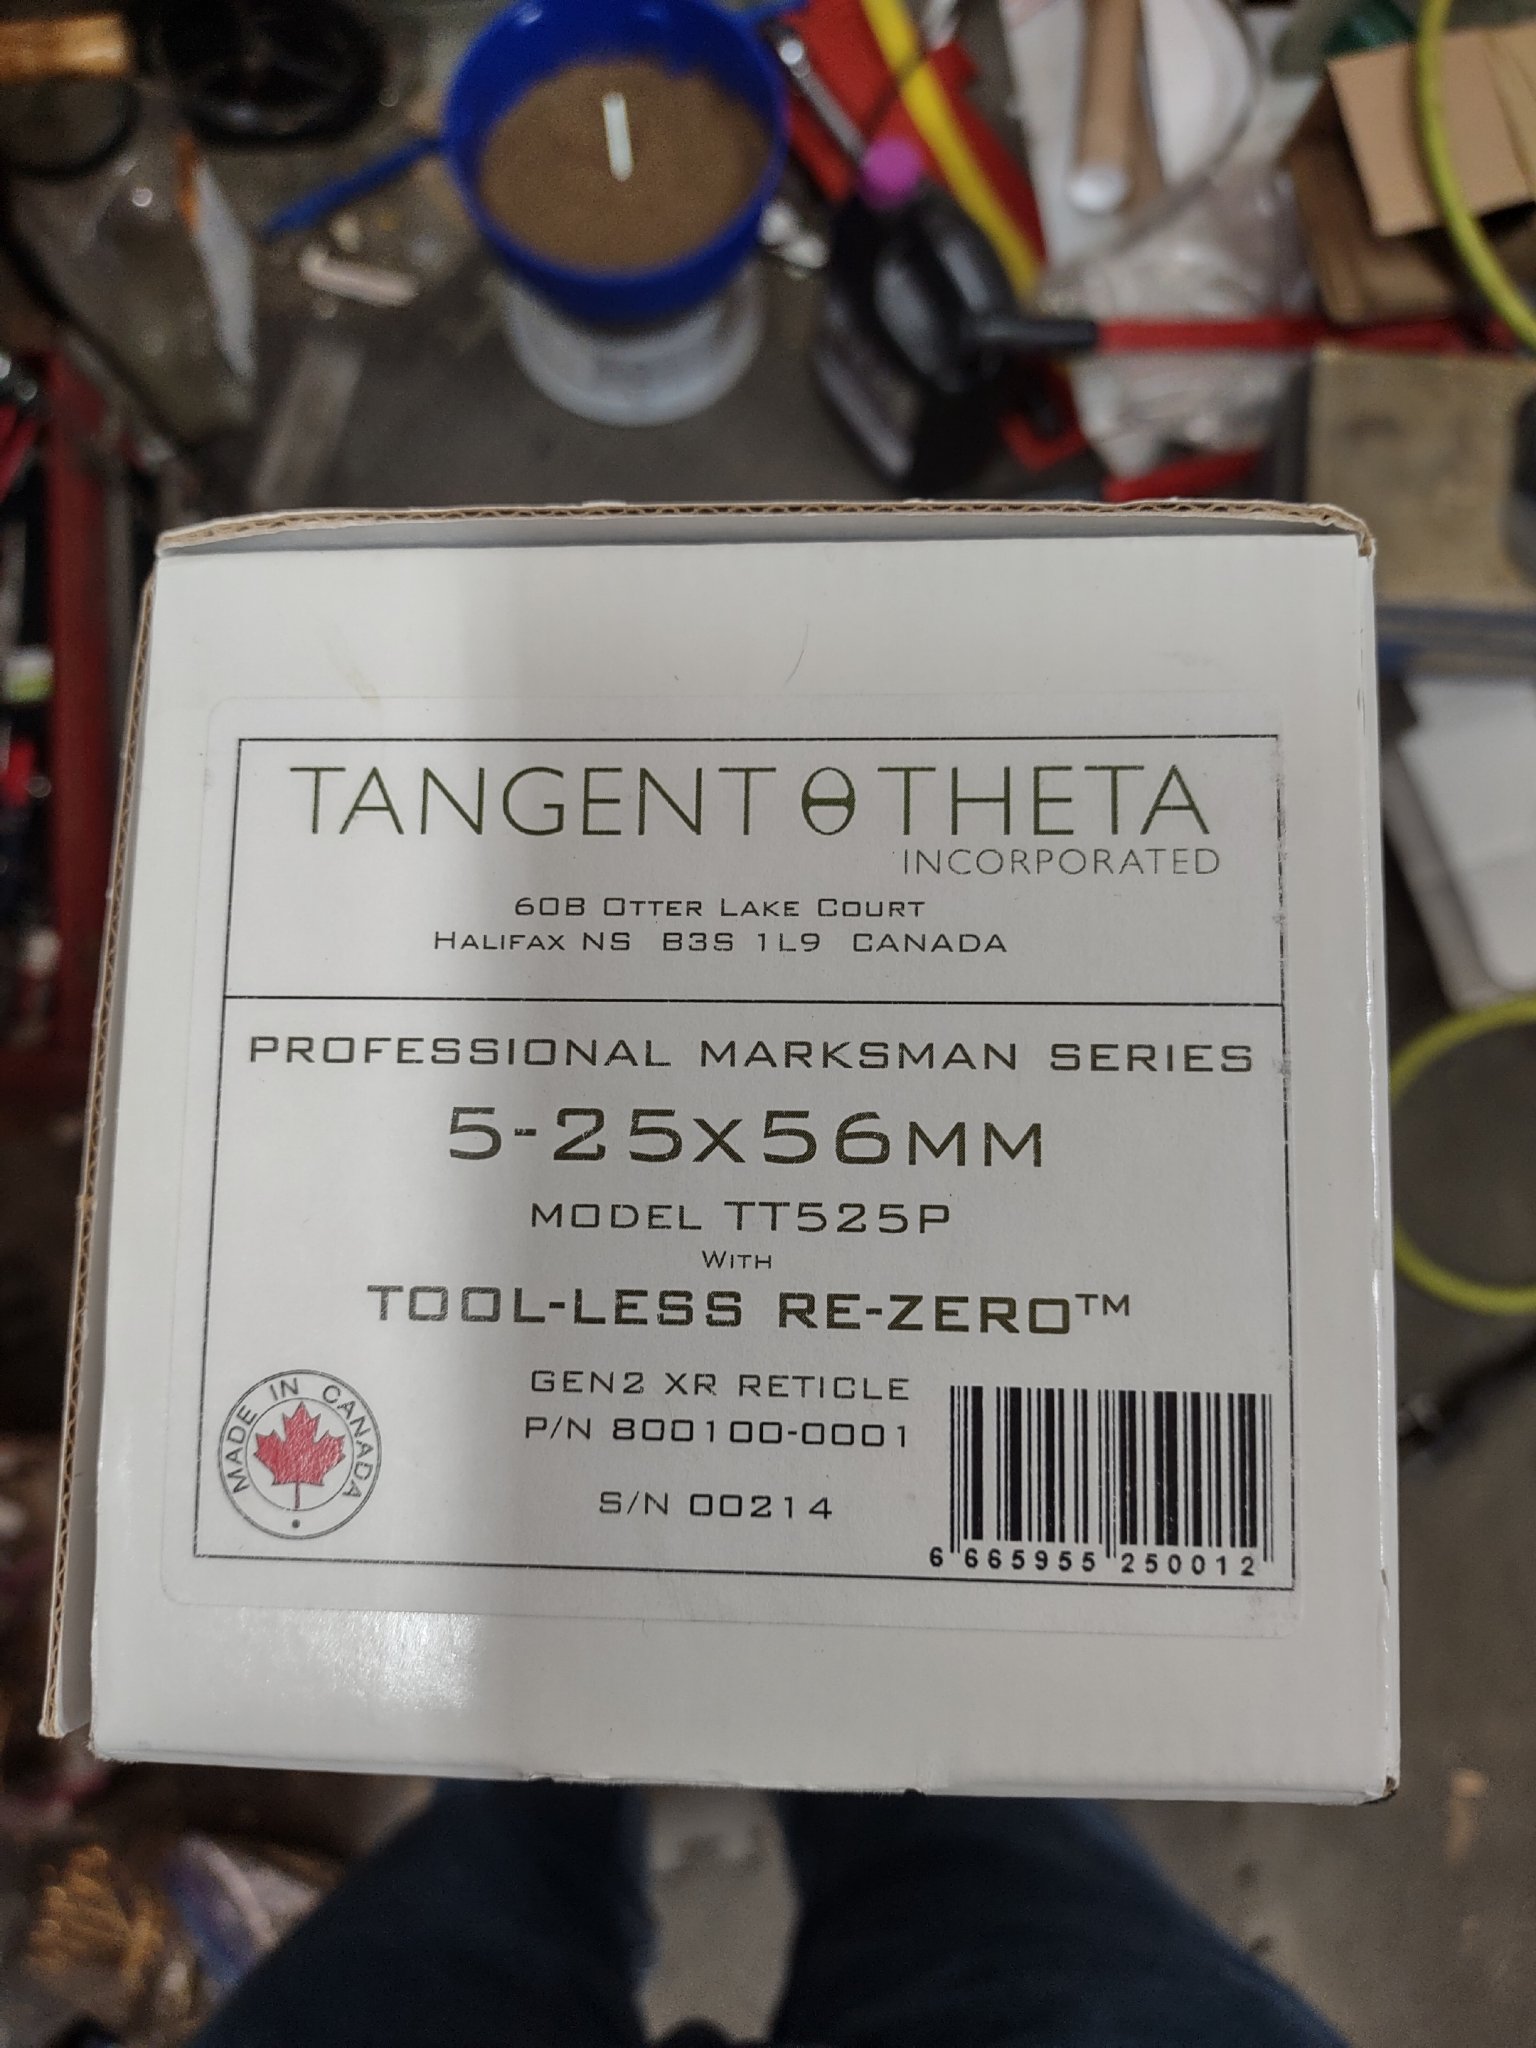 TANGENT θ THETA
INCORPORATED
60B OTTER LAKE COURT
HALIFAX NS B3S 1L9 CANADA
PROFESSIONAL MARKSMAN SERIES
5-25x56MM
MODEL TT525P
WITH
TOOL-LESS RE-ZERO™
GEN2 XR RETICLE
P/N 800100-0001
S/N 00214
MADE IN CANADA
6 665955 250012